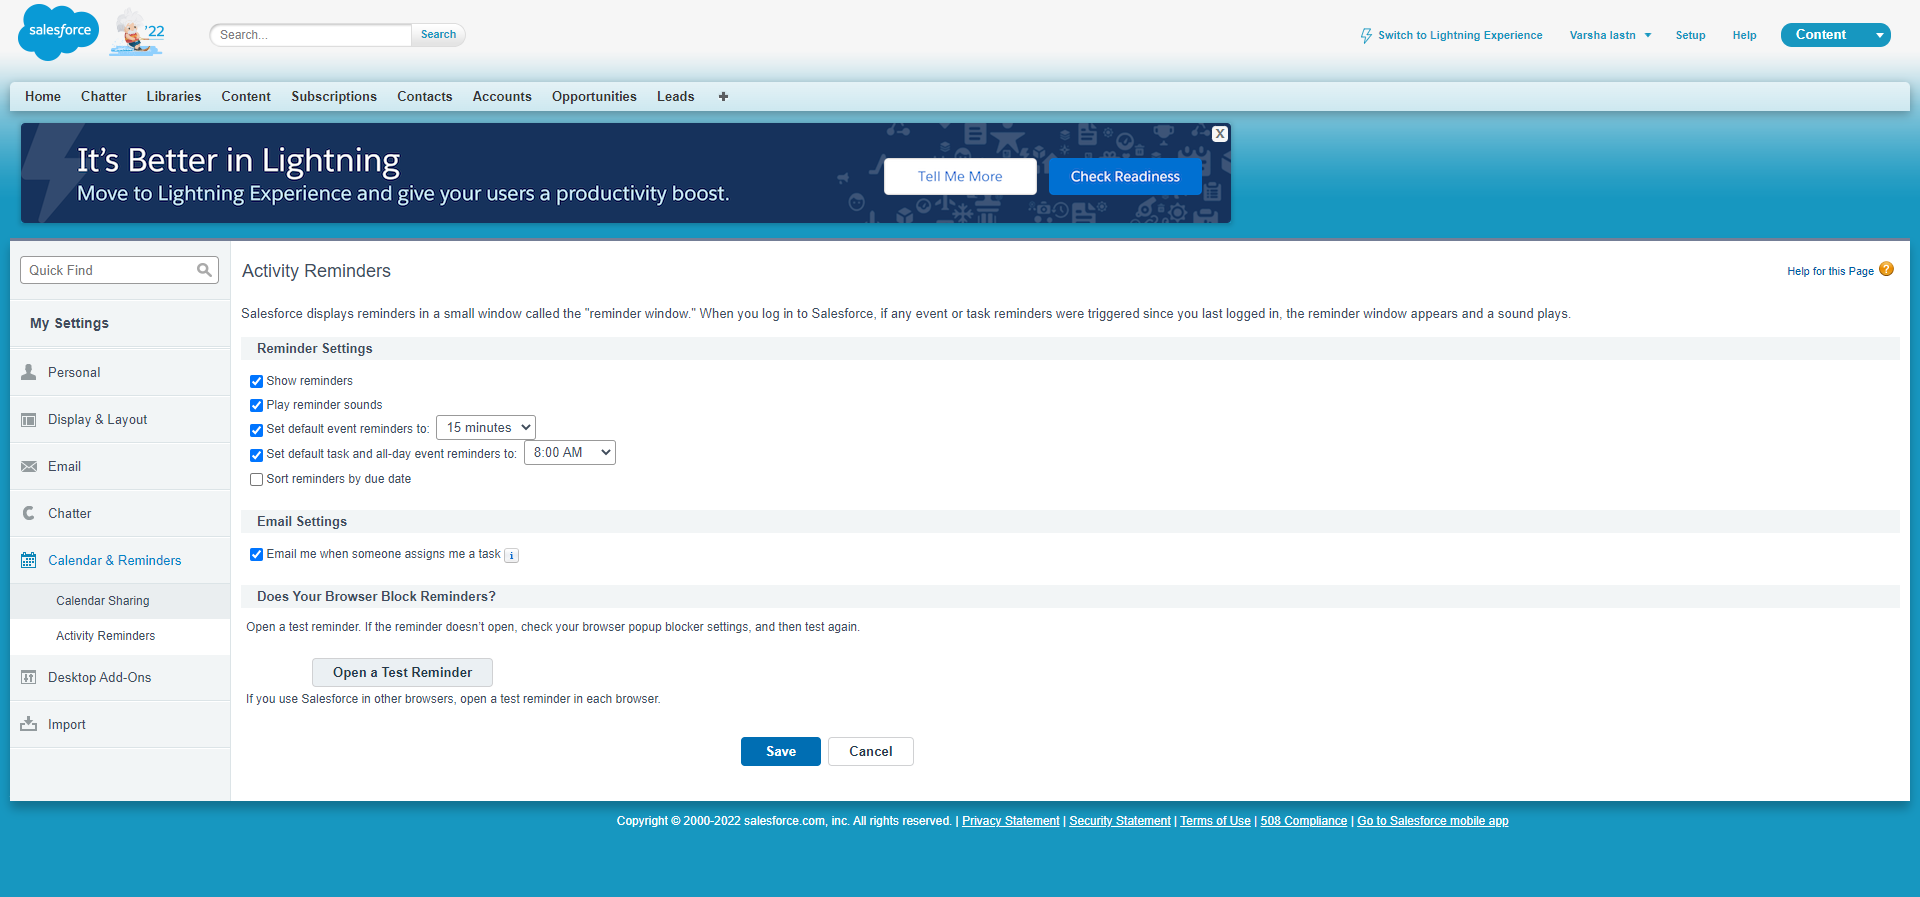 salesforce
'22
Search...
Search
Switch to Lightning Experience
Varsha Iastn
Setup
Help
Content
Home
Chatter
Libraries
Content
Subscriptions
Contacts
Accounts
Opportunities
Leads
+
It's Better in Lightning
Move to Lightning Experience and give your users a productivity boost.
Tell Me More
Check Readiness
X
Quick Find
My Settings
Personal
Display & Layout
Email
Chatter
Calendar & Reminders
Calendar Sharing
Activity Reminders
Desktop Add-Ons
Import
Activity Reminders
Help for this Page ?
Salesforce displays reminders in a small window called the "reminder window." When you log in to Salesforce, if any event or task reminders were triggered since you last logged in, the reminder window appears and a sound plays.
Reminder Settings
Show reminders
Play reminder sounds
Set default event reminders to: 15 minutes
Set default task and all-day event reminders to: 8:00 AM
Sort reminders by due date
Email Settings
Email me when someone assigns me a task i
Does Your Browser Block Reminders?
Open a test reminder. If the reminder doesn't open, check your browser popup blocker settings, and then test again.
Open a Test Reminder
If you use Salesforce in other browsers, open a test reminder in each browser.
Save
Cancel
Copyright © 2000-2022 salesforce.com, inc. All rights reserved. | Privacy Statement | Security Statement | Terms of Use | 508 Compliance | Go to Salesforce mobile app